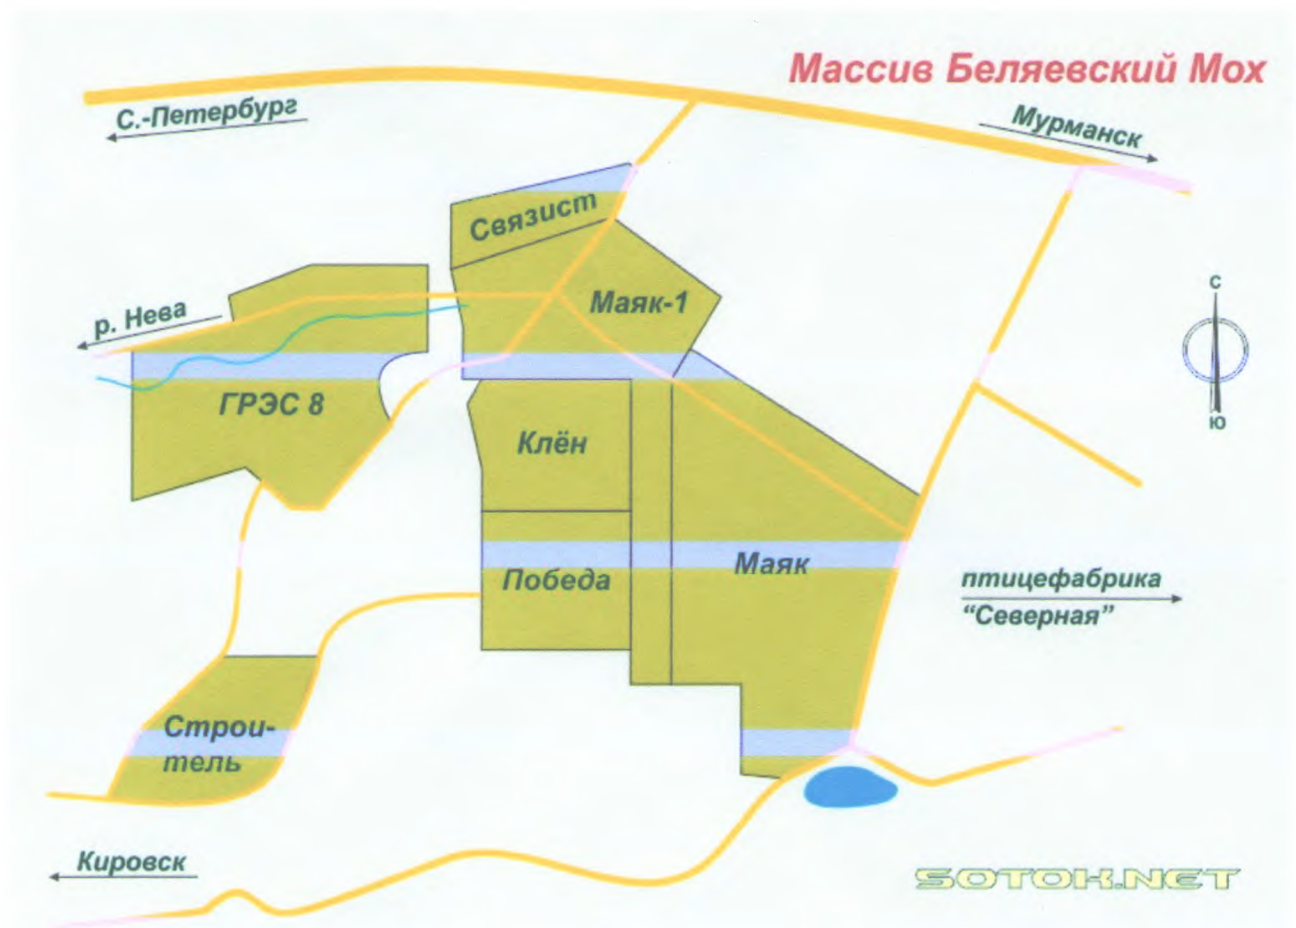 Массив Беляевский Мох
С.-Петербург
Мурманск
Связист
Маяк-1
р. Нева
С
Ю
ГРЭС 8
Клён
Маяк
Победа
птицефабрика
“Северная”
Строи-
тель
Кировск
SOTOK.NET